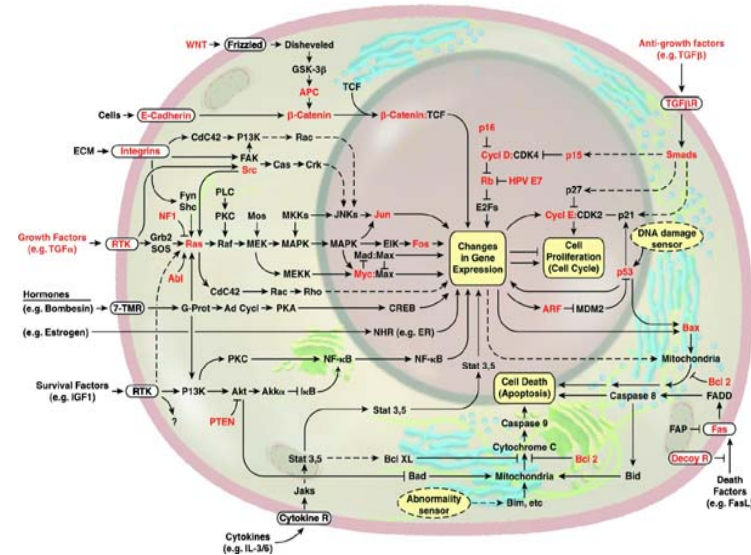 WNT
Frizzled
Disheveled
GSK-3β
APC
TCF
Cells
E-Cadherin
β-Catenin
β-Catenin:TCF
Anti-growth factors
(e.g. TGFβ)
TGFβR
ECM
Integrins
CdC42
P13K
Rac
FAK
Src
Cas
Crk
p16
Cycl D:CDK4
p15
Smads
Rb
HPV E7
E2Fs
p27
Cycl E:CDK2
p21
DNA damage
sensor
Fyn
Shc
PLC
NF1
PKC
Mos
MKKs
JNKs
Jun
Growth Factors
(e.g. TGFα)
RTK
Grb2
SOS
Ras
Raf
MEK
MAPK
MAPK
ElK
Fos
Mad:Max
MEKK
Myc:Max
Abl
CdC42
Rac
Rho
Changes
in Gene
Expression
Cell
Proliferation
(Cell Cycle)
p53
ARF
MDM2
Bax
Hormones
(e.g. Bombesin)
7-TMR
G-Prot
Ad Cycl
PKA
CREB
(e.g. Estrogen)
NHR (e.g. ER)
Mitochondria
PKC
NF-κB
NF-κB
Stat 3,5
Survival Factors
(e.g. IGF1)
RTK
P13K
Akt
Akkα
IκB
PTEN
?
Cell Death
(Apoptosis)
Bcl 2
Caspase 8
FADD
Stat 3,5
Caspase 9
FAP
Fas
Cytochrome C
Stat 3,5
Bcl XL
Bcl 2
Decoy R
Bad
Mitochondria
Bid
Death
Factors
(e.g. FasL)
Jaks
Abnormality
sensor
Bim, etc
Cytokine R
Cytokines
(e.g. IL-3/6)